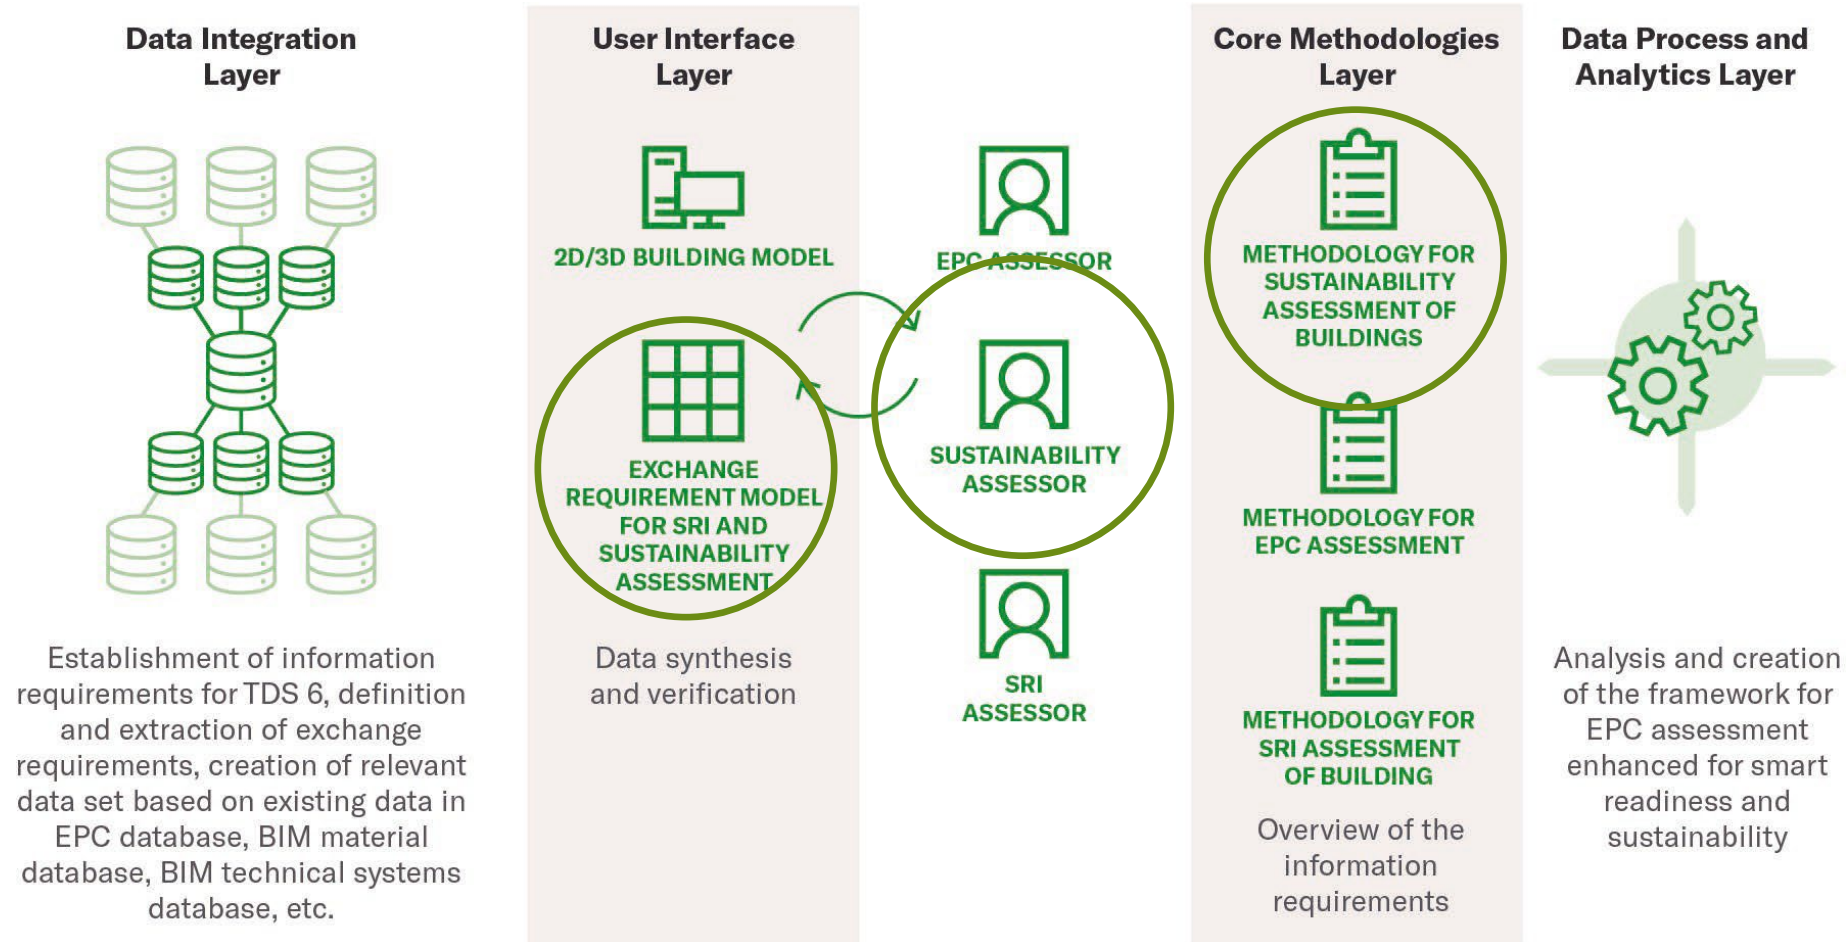 Data Integration
Layer
Establishment of information
requirements for TDS 6, definition
and extraction of exchange
requirements, creation of relevant
data set based on existing data in
EPC database, BIM material
database, BIM technical systems
database, etc.
User Interface
Layer
2D/3D BUILDING MODEL
EXCHANGE
REQUIREMENT MODEL
FOR SRI AND
SUSTAINABILITY
ASSESSMENT
Data synthesis
and verification
EPC ASSESSOR
SUSTAINABILITY
ASSESSOR
SRI
ASSESSOR
Core Methodologies
Layer
METHODOLOGY FOR
SUSTAINABILITY
ASSESSMENT OF
BUILDINGS
METHODOLOGY FOR
EPC ASSESSMENT
METHODOLOGY FOR
SRI ASSESSMENT
OF BUILDING
Overview of the
information
requirements
Data Process and
Analytics Layer
Analysis and creation
of the framework for
EPC assessment
enhanced for smart
readiness and
sustainability